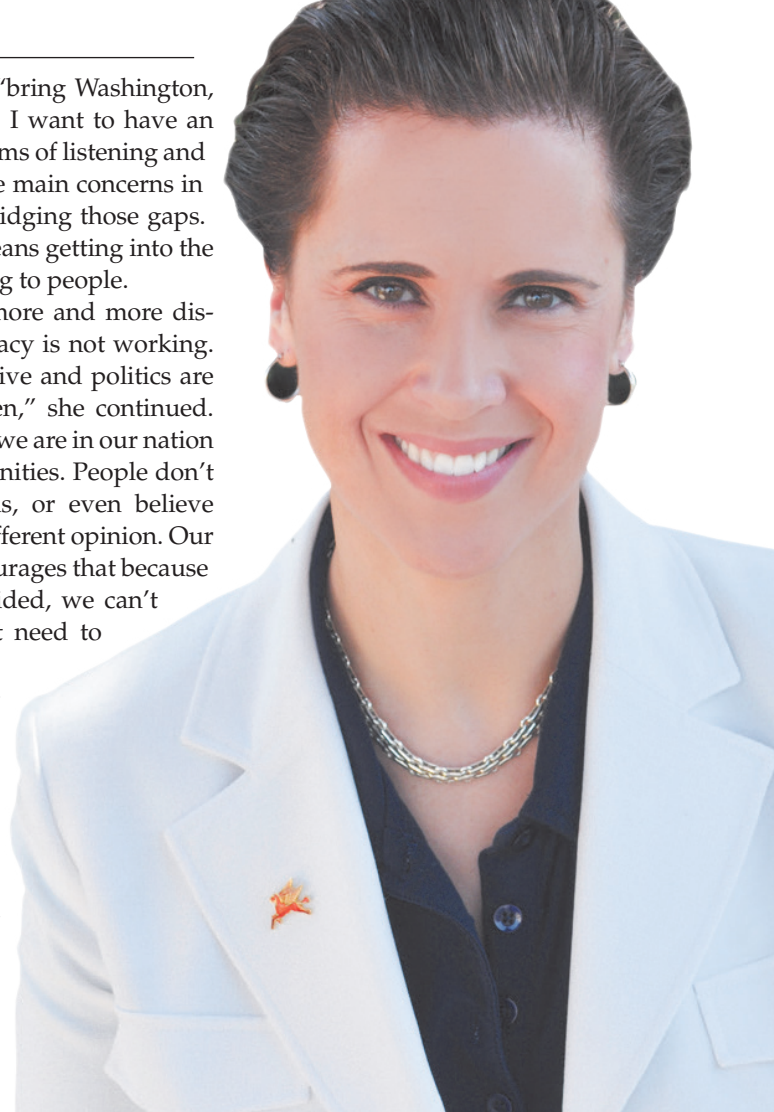 ‘bring Washington,
I want to have an
ms of listening and
e main concerns in
idging those gaps.
eans getting into the
g to people.
more and more dis-
acy is not working.
ive and politics are
en,” she continued.
we are in our nation
nities. People don’t
s, or even believe
fferent opinion. Our
urages that because
ided, we can’t
t need to